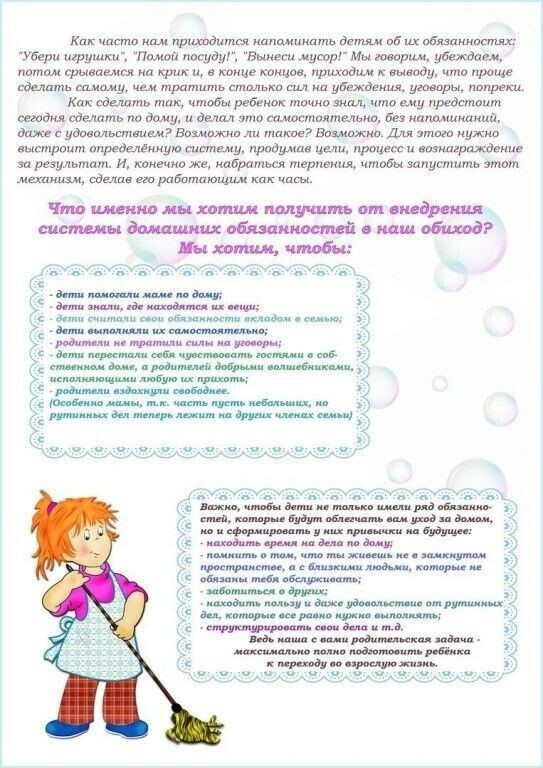 Как часто нам приходится напоминать детям об их обязанностях:
"Убери игрушки", "Помой посуду!", "Вынеси мусор!" Мы говорим, убеждаем,
потом срываемся на крик и, в конце концов, приходим к выводу, что проще
сделать самому, чем тратить столько сил на убеждения, уговоры, попреки.
Как сделать так, чтобы ребенок точно знал, что ему предстоит
сегодня сделать по дому, и делал это самостоятельно, без напоминаний,
даже с удовольствием? Возможно ли такое? Возможно. Для этого нужно
выстроит определённую систему, продумав цели, процесс и вознаграждение
за результат. И, конечно же, набраться терпения, чтобы запустить этот
механизм, сделав его работающим как часы.
Что именно мы хотим получить от внедрения
системы домашних обязанностей в наш обиход?
Мы хотим, чтобы:
- дети помогали маме по дому;
- дети знали, где находятся их вещи;
- дети считали свои обязанности вкладом в семью;
- дети выполняли их самостоятельно;
- родители не тратили силы на уговоры;
- дети перестали себя чувствовать гостями в соб-
ственном доме, а родителей добрыми волшебниками,
исполняющими любую их прихоть;
- родители вздохнули свободнее.
(Особенно мамы, т.к. часть пусть небольших, но
рутинных дел теперь лежит на других членах семьи)
Важно, чтобы дети не только имели ряд обязанно-
стей, которые будут облегчать вам уход за домом,
но и сформировать у них привычки на будущее:
- находить время на дела по дому;
- помнить о том, что ты живешь не в замкнутом
пространстве, а с близкими людьми, которые не
обязаны тебя обслуживать;
- заботиться о других;
- находить пользу и даже удовольствие от рутинных
дел, которые все равно нужно выполнять;
- структурировать свои дела и т.д.
Ведь наша с вами родительская задача -
максимально полно подготовить ребёнка
к переходу во взрослую жизнь.